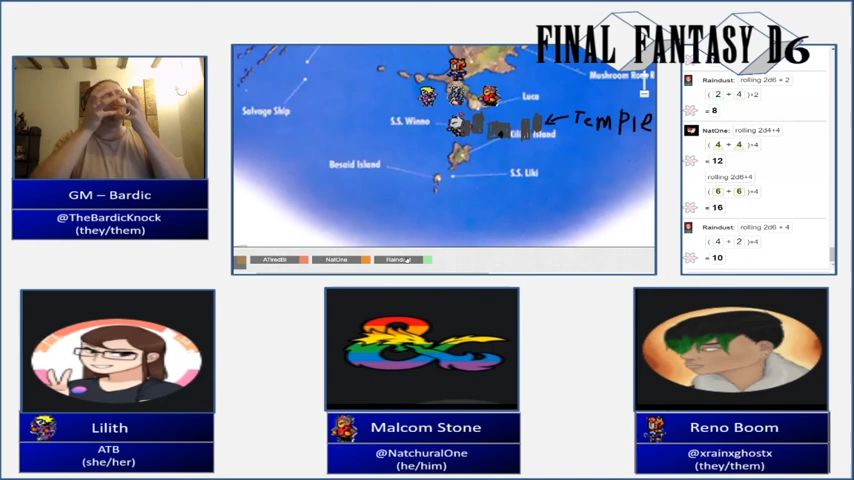 FINAL FANTASY D6
Mushroom Rock R
Luca
Salvage Ship
S.S. Winno
← Temple
Kili Island
Besaid Island
S.S. Liki
ATiredBi
NatOne
Raindust
Raindust: rolling 2d6 + 2
( 2 + 4 )+2
= 8
NatOne: rolling 2d4+4
( 4 + 4 )+4
= 12
rolling 2d6+4
( 6 + 6 )+4
= 16
Raindust: rolling 2d6 + 4
( 4 + 2 )+4
= 10
GM – Bardic
@TheBardicKnock
(they/them)
Lilith
ATB
(she/her)
Malcom Stone
@NatchuralOne
(he/him)
Reno Boom
@xrainxghostx
(they/them)